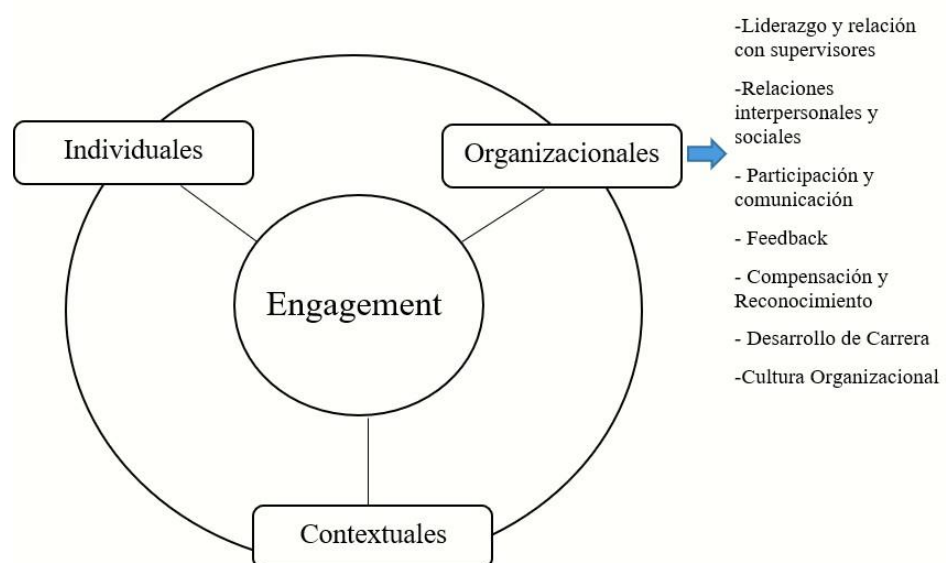 Individuales
Organizacionales
Engagement
Contextuales
-Liderazgo y relación
con supervisores
-Relaciones
interpersonales y
sociales
- Participación y
comunicación
- Feedback
- Compensación y
Reconocimiento
- Desarrollo de Carrera
-Cultura Organizacional